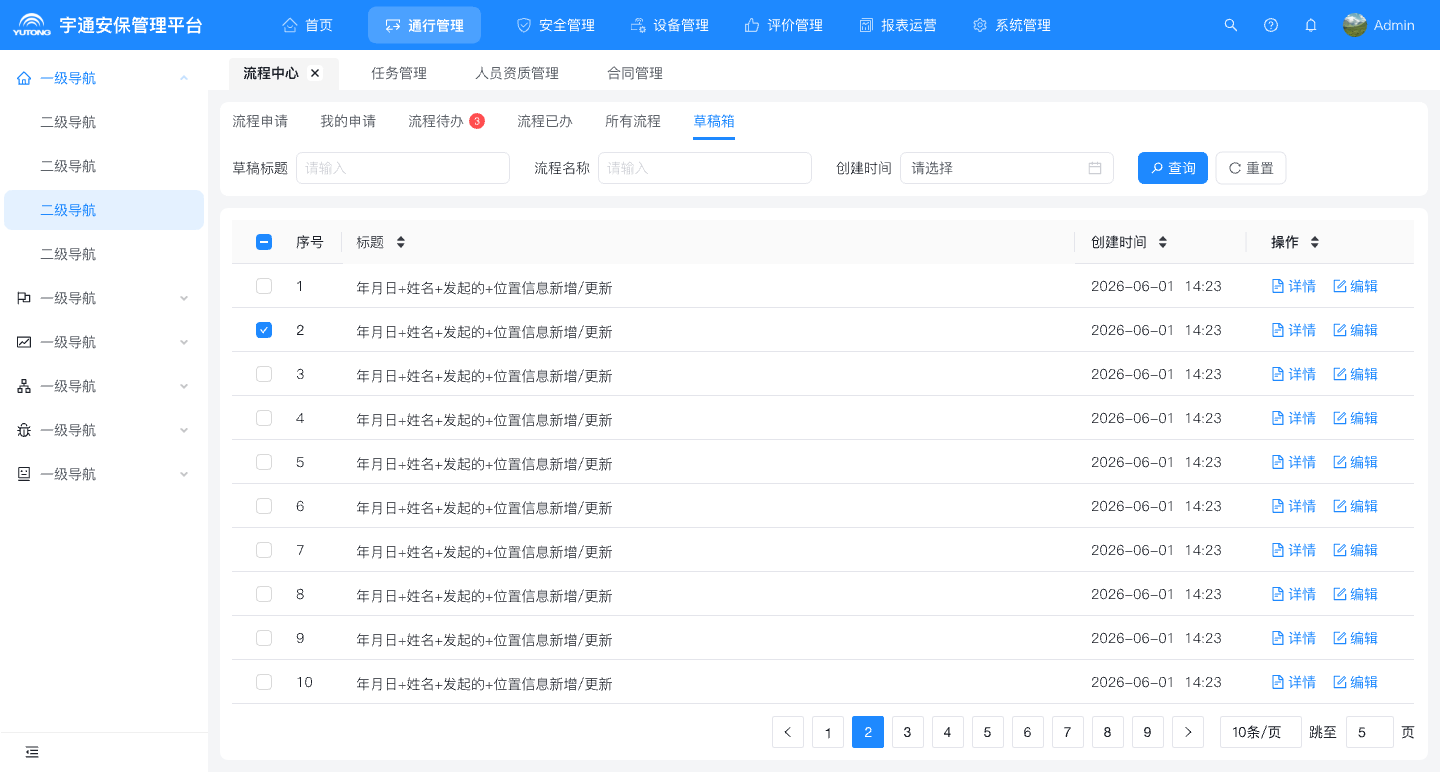 YUTONG 宇通安保管理平台 首页 通行管理 安全管理 设备管理 评价管理 报表运营 系统管理 Admin
一级导航
二级导航
二级导航
二级导航
二级导航
一级导航
一级导航
一级导航
一级导航
一级导航
流程中心 任务管理 人员资质管理 合同管理
流程申请 我的申请 流程待办 3 流程已办 所有流程 草稿箱
草稿标题 请输入 流程名称 请输入 创建时间 请选择 查询 重置
序号 标题 创建时间 操作
1 年月日+姓名+发起的+位置信息新增/更新 2026-06-01 14:23 详情 编辑
2 年月日+姓名+发起的+位置信息新增/更新 2026-06-01 14:23 详情 编辑
3 年月日+姓名+发起的+位置信息新增/更新 2026-06-01 14:23 详情 编辑
4 年月日+姓名+发起的+位置信息新增/更新 2026-06-01 14:23 详情 编辑
5 年月日+姓名+发起的+位置信息新增/更新 2026-06-01 14:23 详情 编辑
6 年月日+姓名+发起的+位置信息新增/更新 2026-06-01 14:23 详情 编辑
7 年月日+姓名+发起的+位置信息新增/更新 2026-06-01 14:23 详情 编辑
8 年月日+姓名+发起的+位置信息新增/更新 2026-06-01 14:23 详情 编辑
9 年月日+姓名+发起的+位置信息新增/更新 2026-06-01 14:23 详情 编辑
10 年月日+姓名+发起的+位置信息新增/更新 2026-06-01 14:23 详情 编辑
1 2 3 4 5 6 7 8 9 10条/页 跳至 5 页